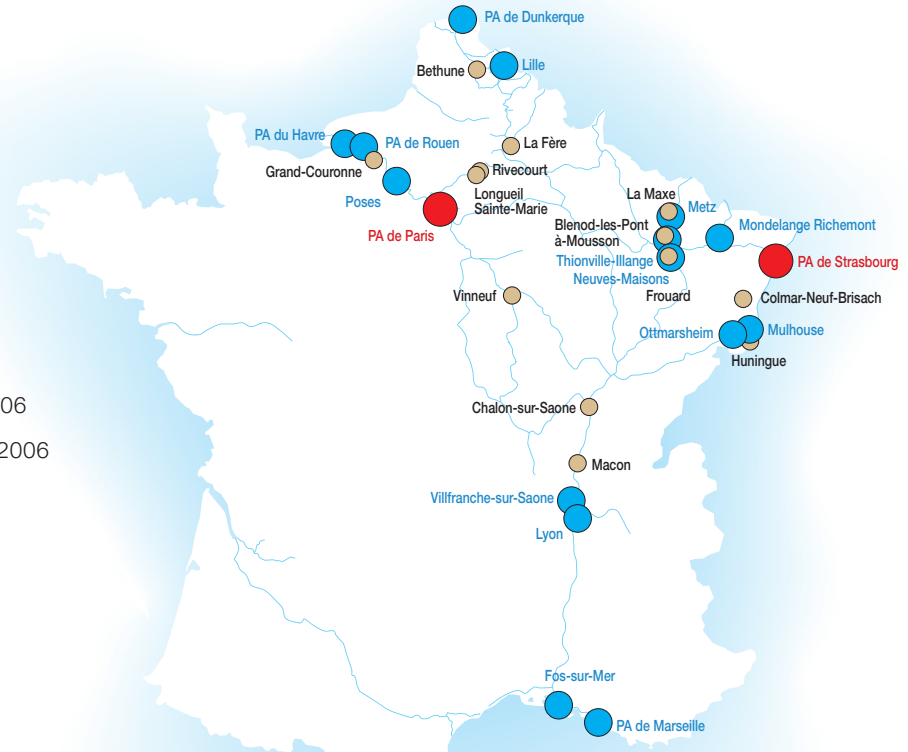 PA de Dunkerque
Lille
Bethune
PA du Havre
PA de Rouen
La Fère
Grand-Couronne
Rivecourt
Longueil
Sainte-Marie
Poses
PA de Paris
La Maxe
Metz
Blenod-les-Pont
à-Mousson
Mondelange Richemont
Thionville-Illange
Neuves-Maisons
PA de Strasbourg
Vinneuf
Frouard
Colmar-Neuf-Brisach
Ottmarsheim
Mulhouse
Huningue
06
2006
Chalon-sur-Saone
Macon
Villfranche-sur-Saone
Lyon
Fos-sur-Mer
PA de Marseille